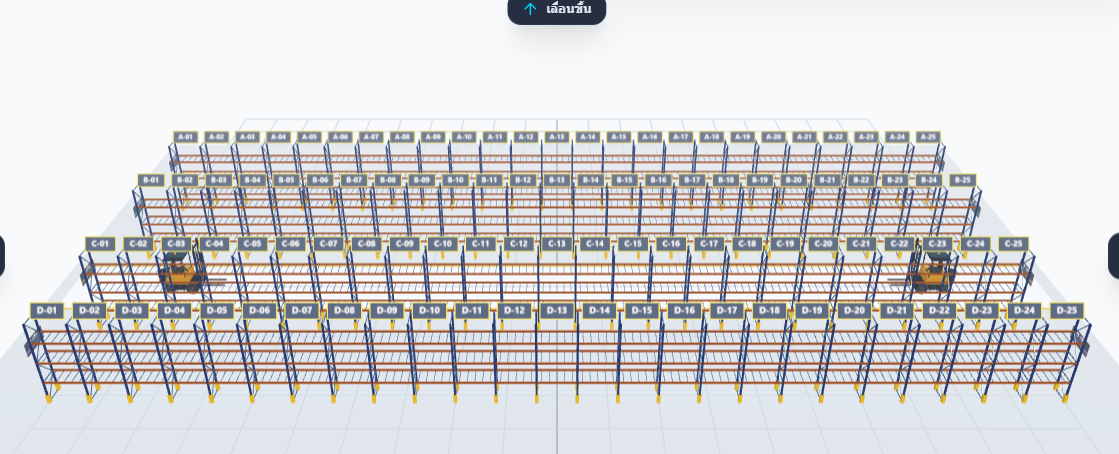 เลื่อนขึ้น
A-01 A-02 A-03 A-04 A-05 A-06 A-07 A-08 A-09 A-10 A-11 A-12 A-13 A-14 A-15 A-16 A-17 A-18 A-19 A-20 A-21 A-22 A-23 A-24 A-25
B-01 B-02 B-03 B-04 B-05 B-06 B-07 B-08 B-09 B-10 B-11 B-12 B-13 B-14 B-15 B-16 B-17 B-18 B-19 B-20 B-21 B-22 B-23 B-24 B-25
C-01 C-02 C-03 C-04 C-05 C-06 C-07 C-08 C-09 C-10 C-11 C-12 C-13 C-14 C-15 C-16 C-17 C-18 C-19 C-20 C-21 C-22 C-23 C-24 C-25
D-01 D-02 D-03 D-04 D-05 D-06 D-07 D-08 D-09 D-10 D-11 D-12 D-13 D-14 D-15 D-16 D-17 D-18 D-19 D-20 D-21 D-22 D-23 D-24 D-25